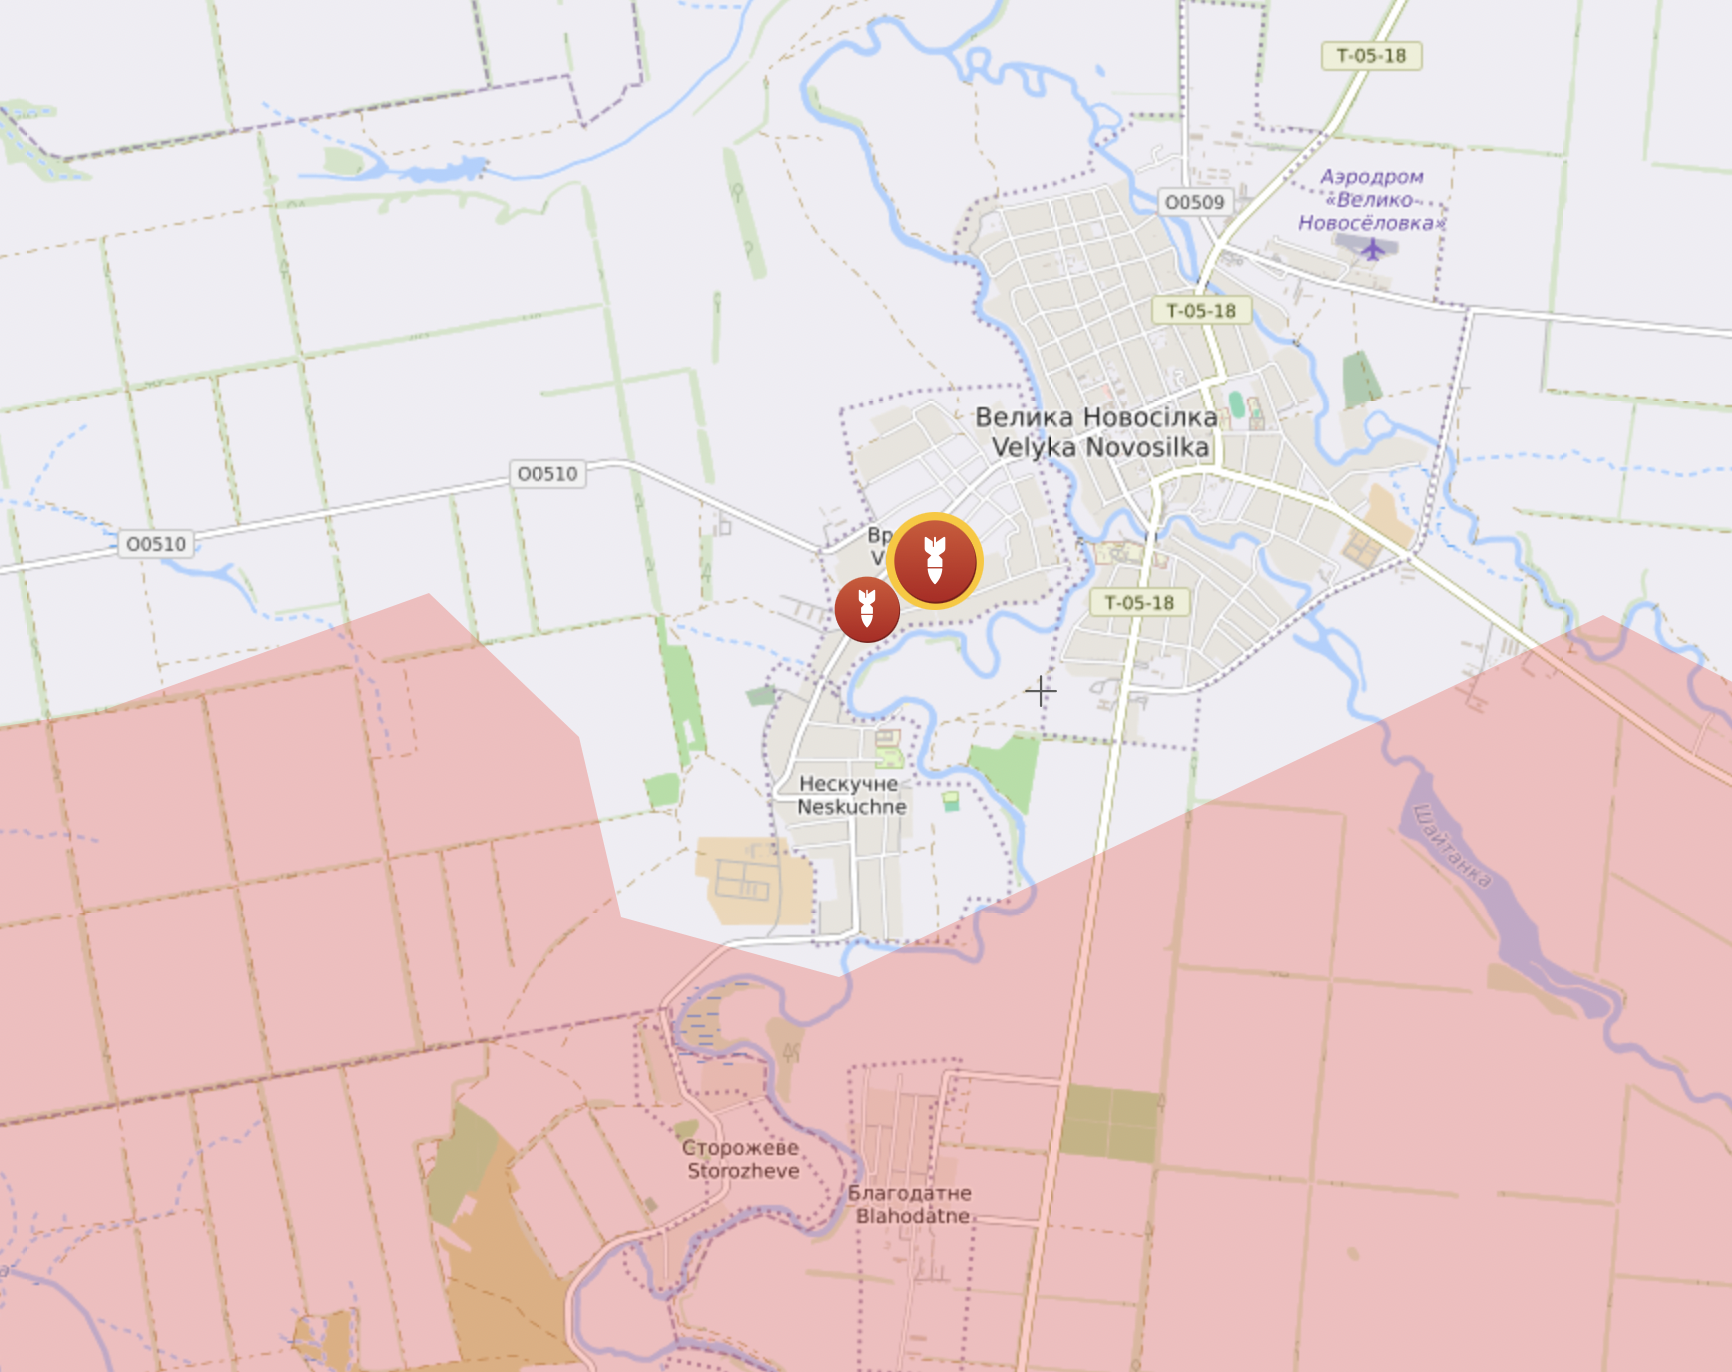 T-05-18
Аэродром
«Велико-
Новосёловка»
O0509
T-05-18
Велика Новосілка
Velyka Novosilka
O0510
O0510
T-05-18
Нескучне
Neskuchne
Шайтанка
Сторожеве
Storozheve
Благодатне
Blahodatne